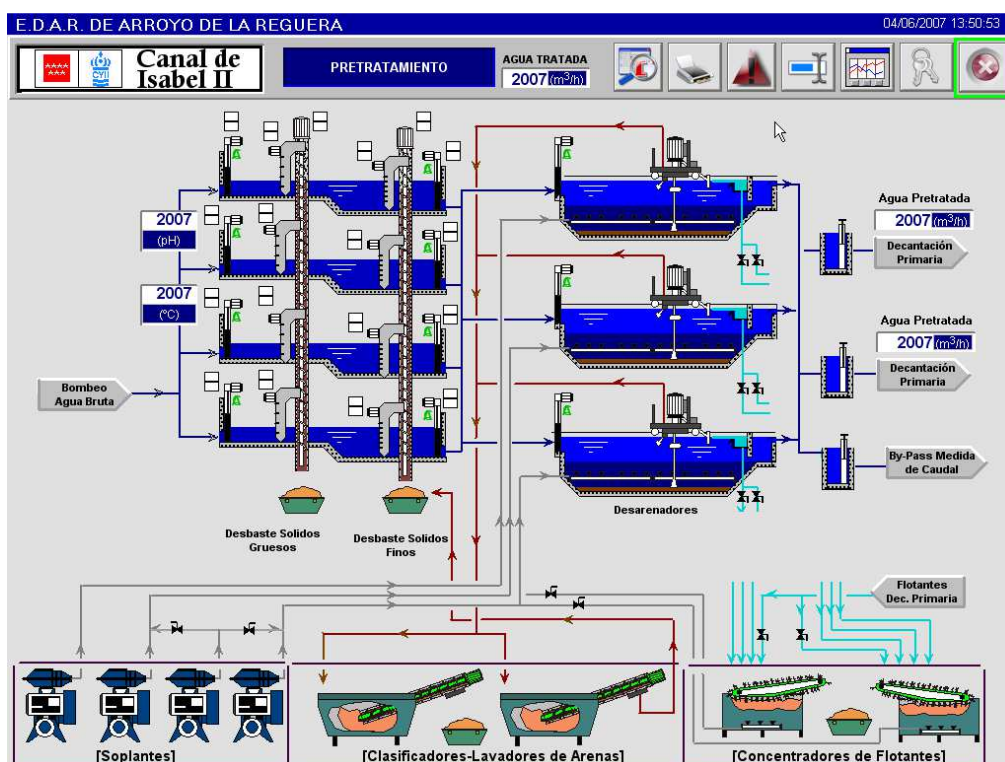 E.D.A.R. DE ARROYO DE LA REGUERA
04/06/2007 13:50:53
CYII
Canal de
Isabel II
PRETRATAMIENTO
AGUA TRATADA
2007 (m³/h)
2007
(pH)
2007
(ºC)
Bombeo
Agua Bruta
Agua Pretratada
2007 (m³/h)
Decantación
Primaria
Agua Pretratada
2007 (m³/h)
Decantación
Primaria
By-Pass Medida
de Caudal
Desarenadores
Desbaste Solidos
Gruesos
Desbaste Solidos
Finos
Flotantes
Dec. Primaria
[Soplantes]
[Clasificadores-Lavadores de Arenas]
[Concentradores de Flotantes]